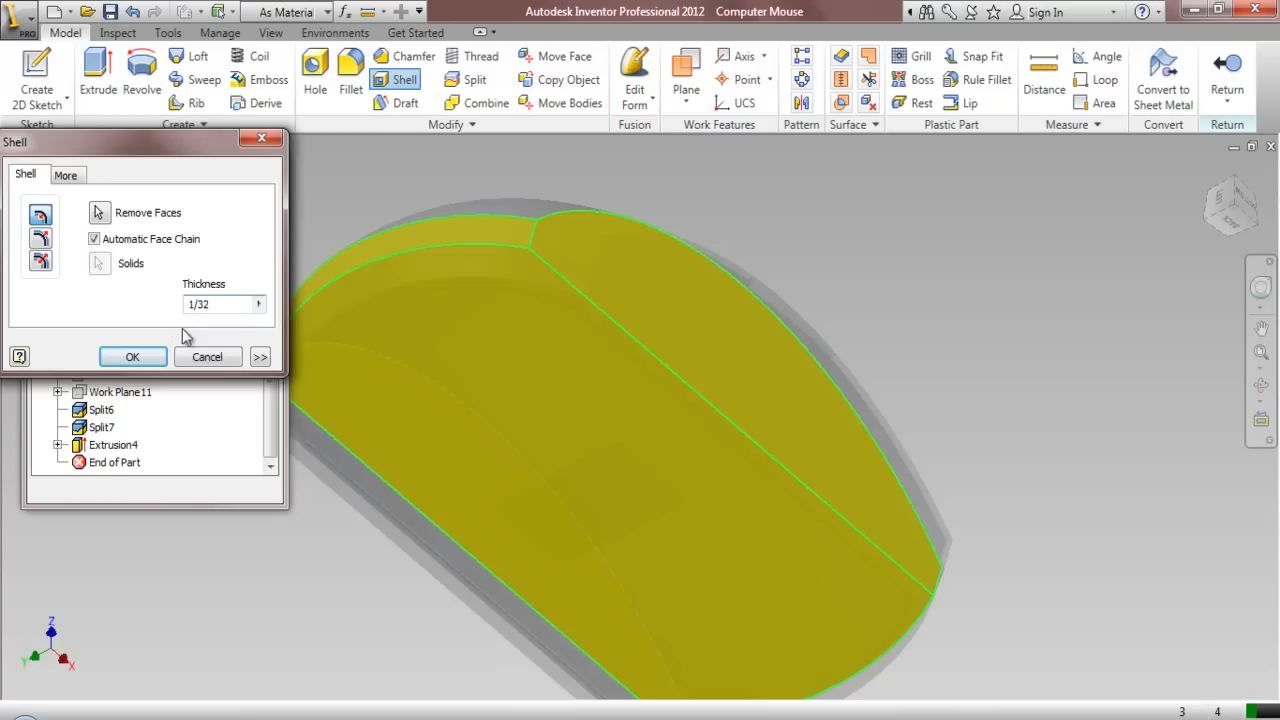 As Material
Autodesk Inventor Professional 2012 Computer Mouse
Sign In
PRO
Model Inspect Tools Manage View Environments Get Started
Create
2D Sketch
Sketch
Extrude
Revolve
Loft
Sweep
Rib
Coil
Emboss
Derive
Create
Hole
Fillet
Chamfer
Shell
Draft
Thread
Split
Combine
Move Face
Copy Object
Move Bodies
Modify
Edit
Form
Fusion
Plane
Axis
Point
UCS
Work Features
Pattern
Surface
Grill
Boss
Rest
Snap Fit
Rule Fillet
Lip
Plastic Part
Distance
Angle
Loop
Area
Measure
Convert to
Sheet Metal
Convert
Return
Return
Shell
Shell More
Remove Faces
Automatic Face Chain
Solids
Thickness
1/32
OK Cancel >>
Work Plane11
Split6
Split7
Extrusion4
End of Part
Z
Y
X
3 4